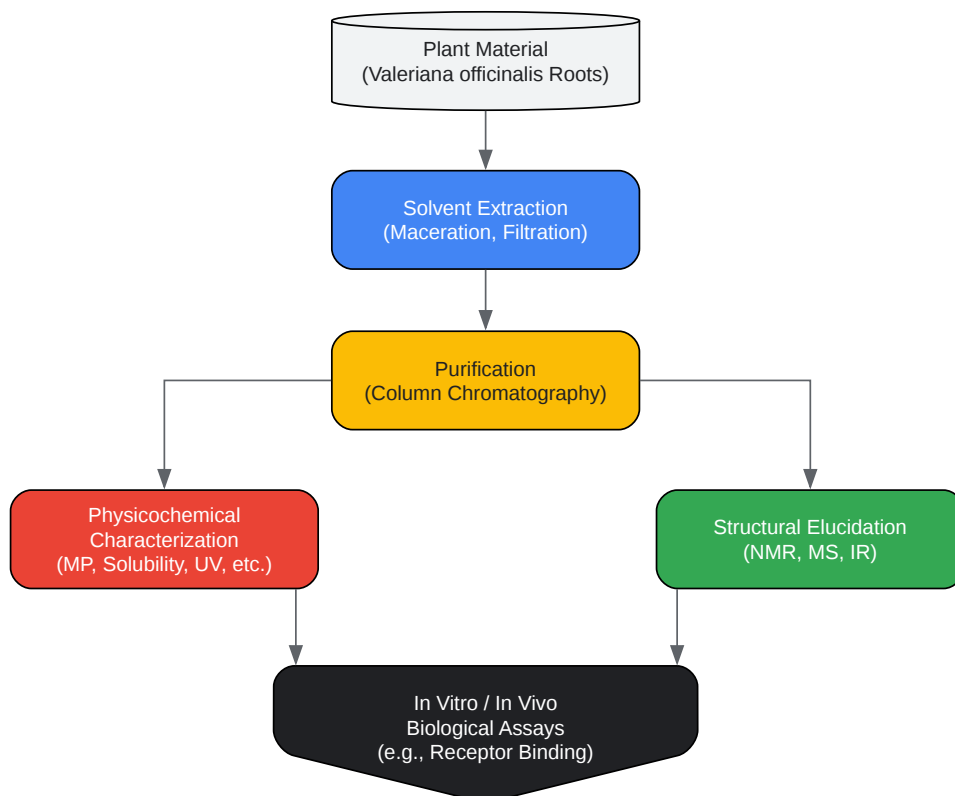 Plant Material
(Valeriana officinalis Roots)
Solvent Extraction
(Maceration, Filtration)
Purification
(Column Chromatography)
Physicochemical
Characterization
(MP, Solubility, UV, etc.)
Structural Elucidation
(NMR, MS, IR)
In Vitro / In Vivo
Biological Assays
(e.g., Receptor Binding)